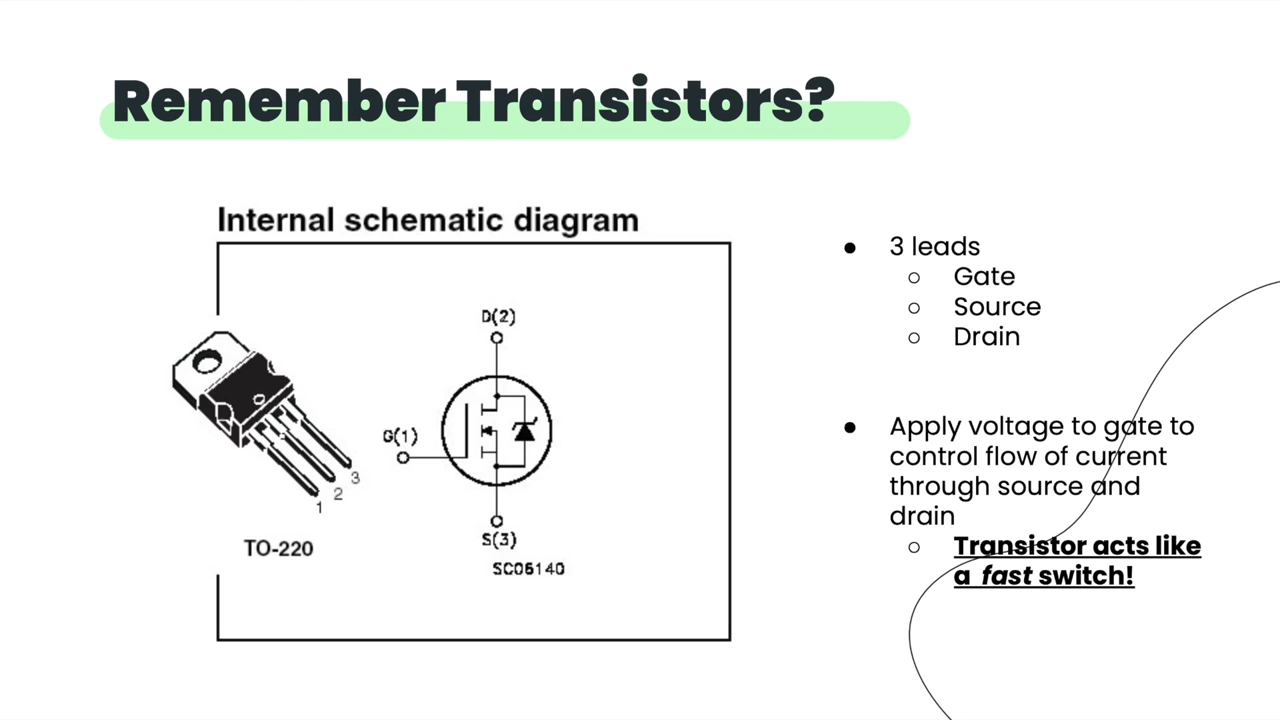 Remember Transistors?
Internal schematic diagram
D(2)
G(1)
S(3)
SC06140
1
2
3
TO-220
● 3 leads
○ Gate
○ Source
○ Drain
● Apply voltage to gate to
control flow of current
through source and
drain
○ Transistor acts like
a fast switch!